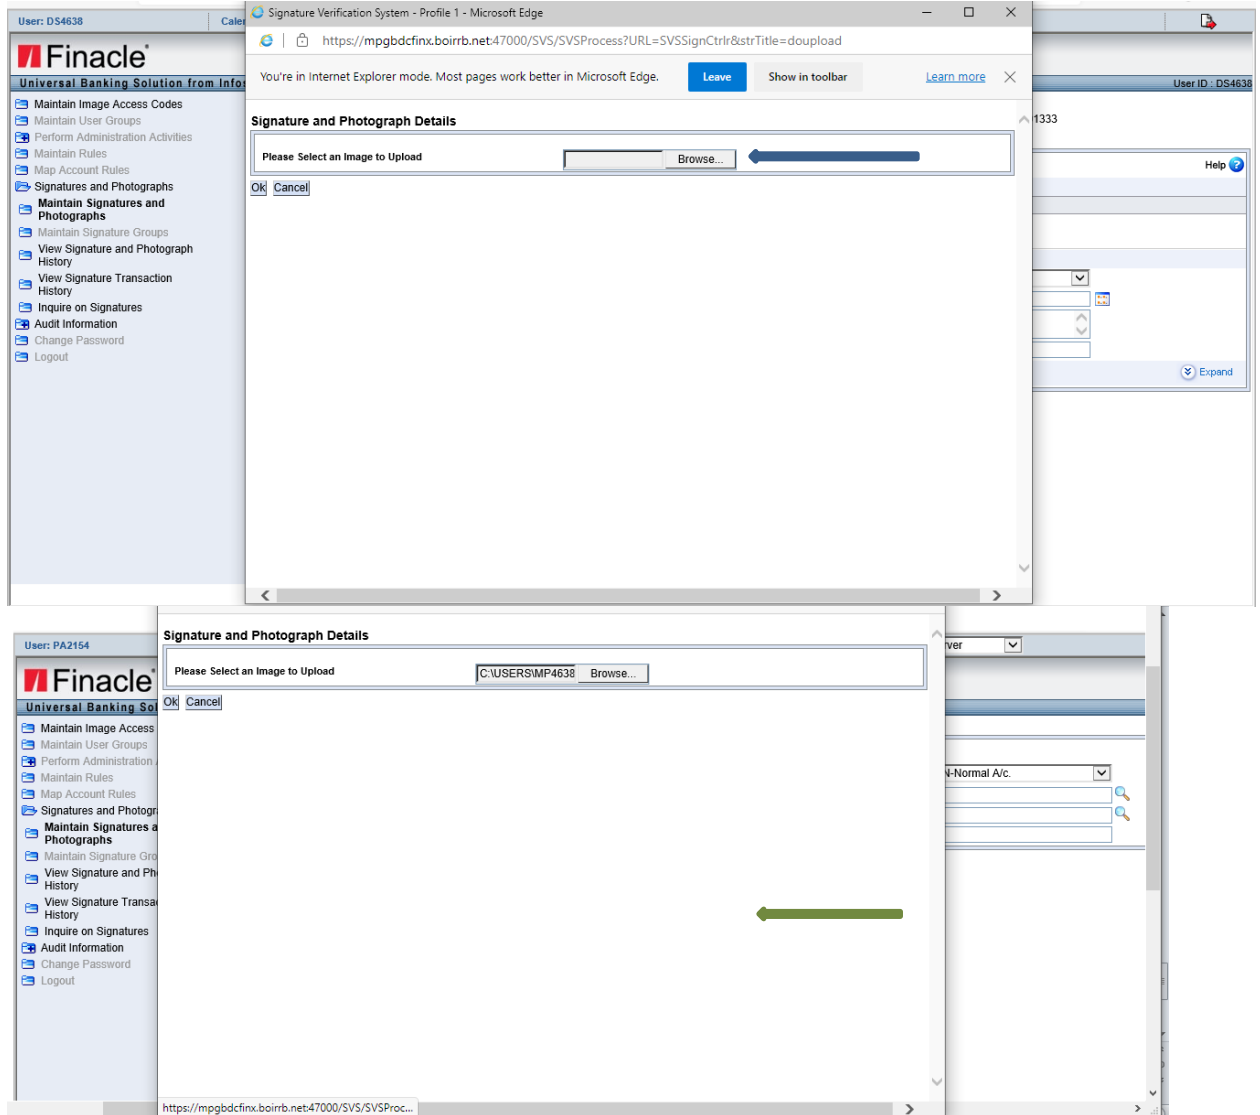 User: DS4638
Caler
Signature Verification System - Profile 1 - Microsoft Edge
https://mpgbdcfinx.boirrb.net:47000/SVS/SVSProcess?URL=SVSSignCtrlr&strTitle=doupload
Finacle
You're in Internet Explorer mode. Most pages work better in Microsoft Edge.
Leave
Show in toolbar
Learn more
Universal Banking Solution from Infos
User ID : DS4638
Maintain Image Access Codes
Maintain User Groups
Perform Administration Activities
Maintain Rules
Map Account Rules
Signatures and Photographs
Maintain Signatures and
Photographs
Maintain Signature Groups
View Signature and Photograph
History
View Signature Transaction
History
Inquire on Signatures
Audit Information
Change Password
Logout
Signature and Photograph Details
Please Select an Image to Upload
Browse...
Ok Cancel
1333
Help
Expand
User: PA2154
Finacle
Universal Banking Sol
Maintain Image Access
Maintain User Groups
Perform Administration A
Maintain Rules
Map Account Rules
Signatures and Photogra
Maintain Signatures a
Photographs
Maintain Signature Gro
View Signature and Pho
History
View Signature Transa
History
Inquire on Signatures
Audit Information
Change Password
Logout
Signature and Photograph Details
Please Select an Image to Upload
C:\USERS\MP4638
Browse...
Ok Cancel
ver
N-Normal A/c.
https://mpgbdcfinx.boirrb.net:47000/SVS/SVSProc...